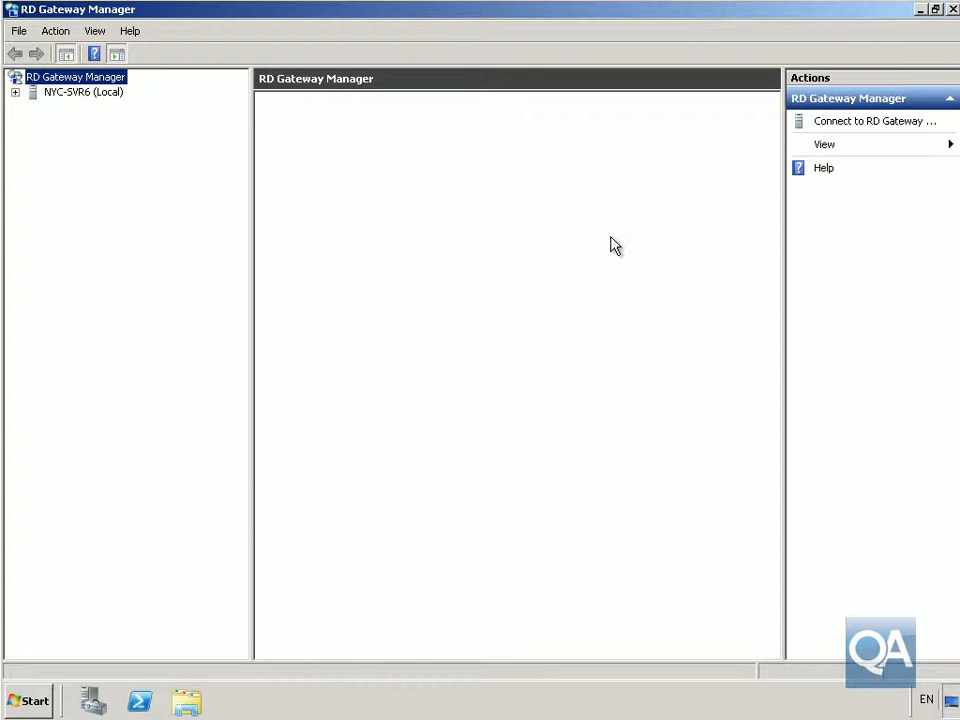 RD Gateway Manager
File Action View Help
RD Gateway Manager
NYC-SVR6 (Local)
RD Gateway Manager
Actions
RD Gateway Manager
Connect to RD Gateway ...
View
Help
QA
Start
EN